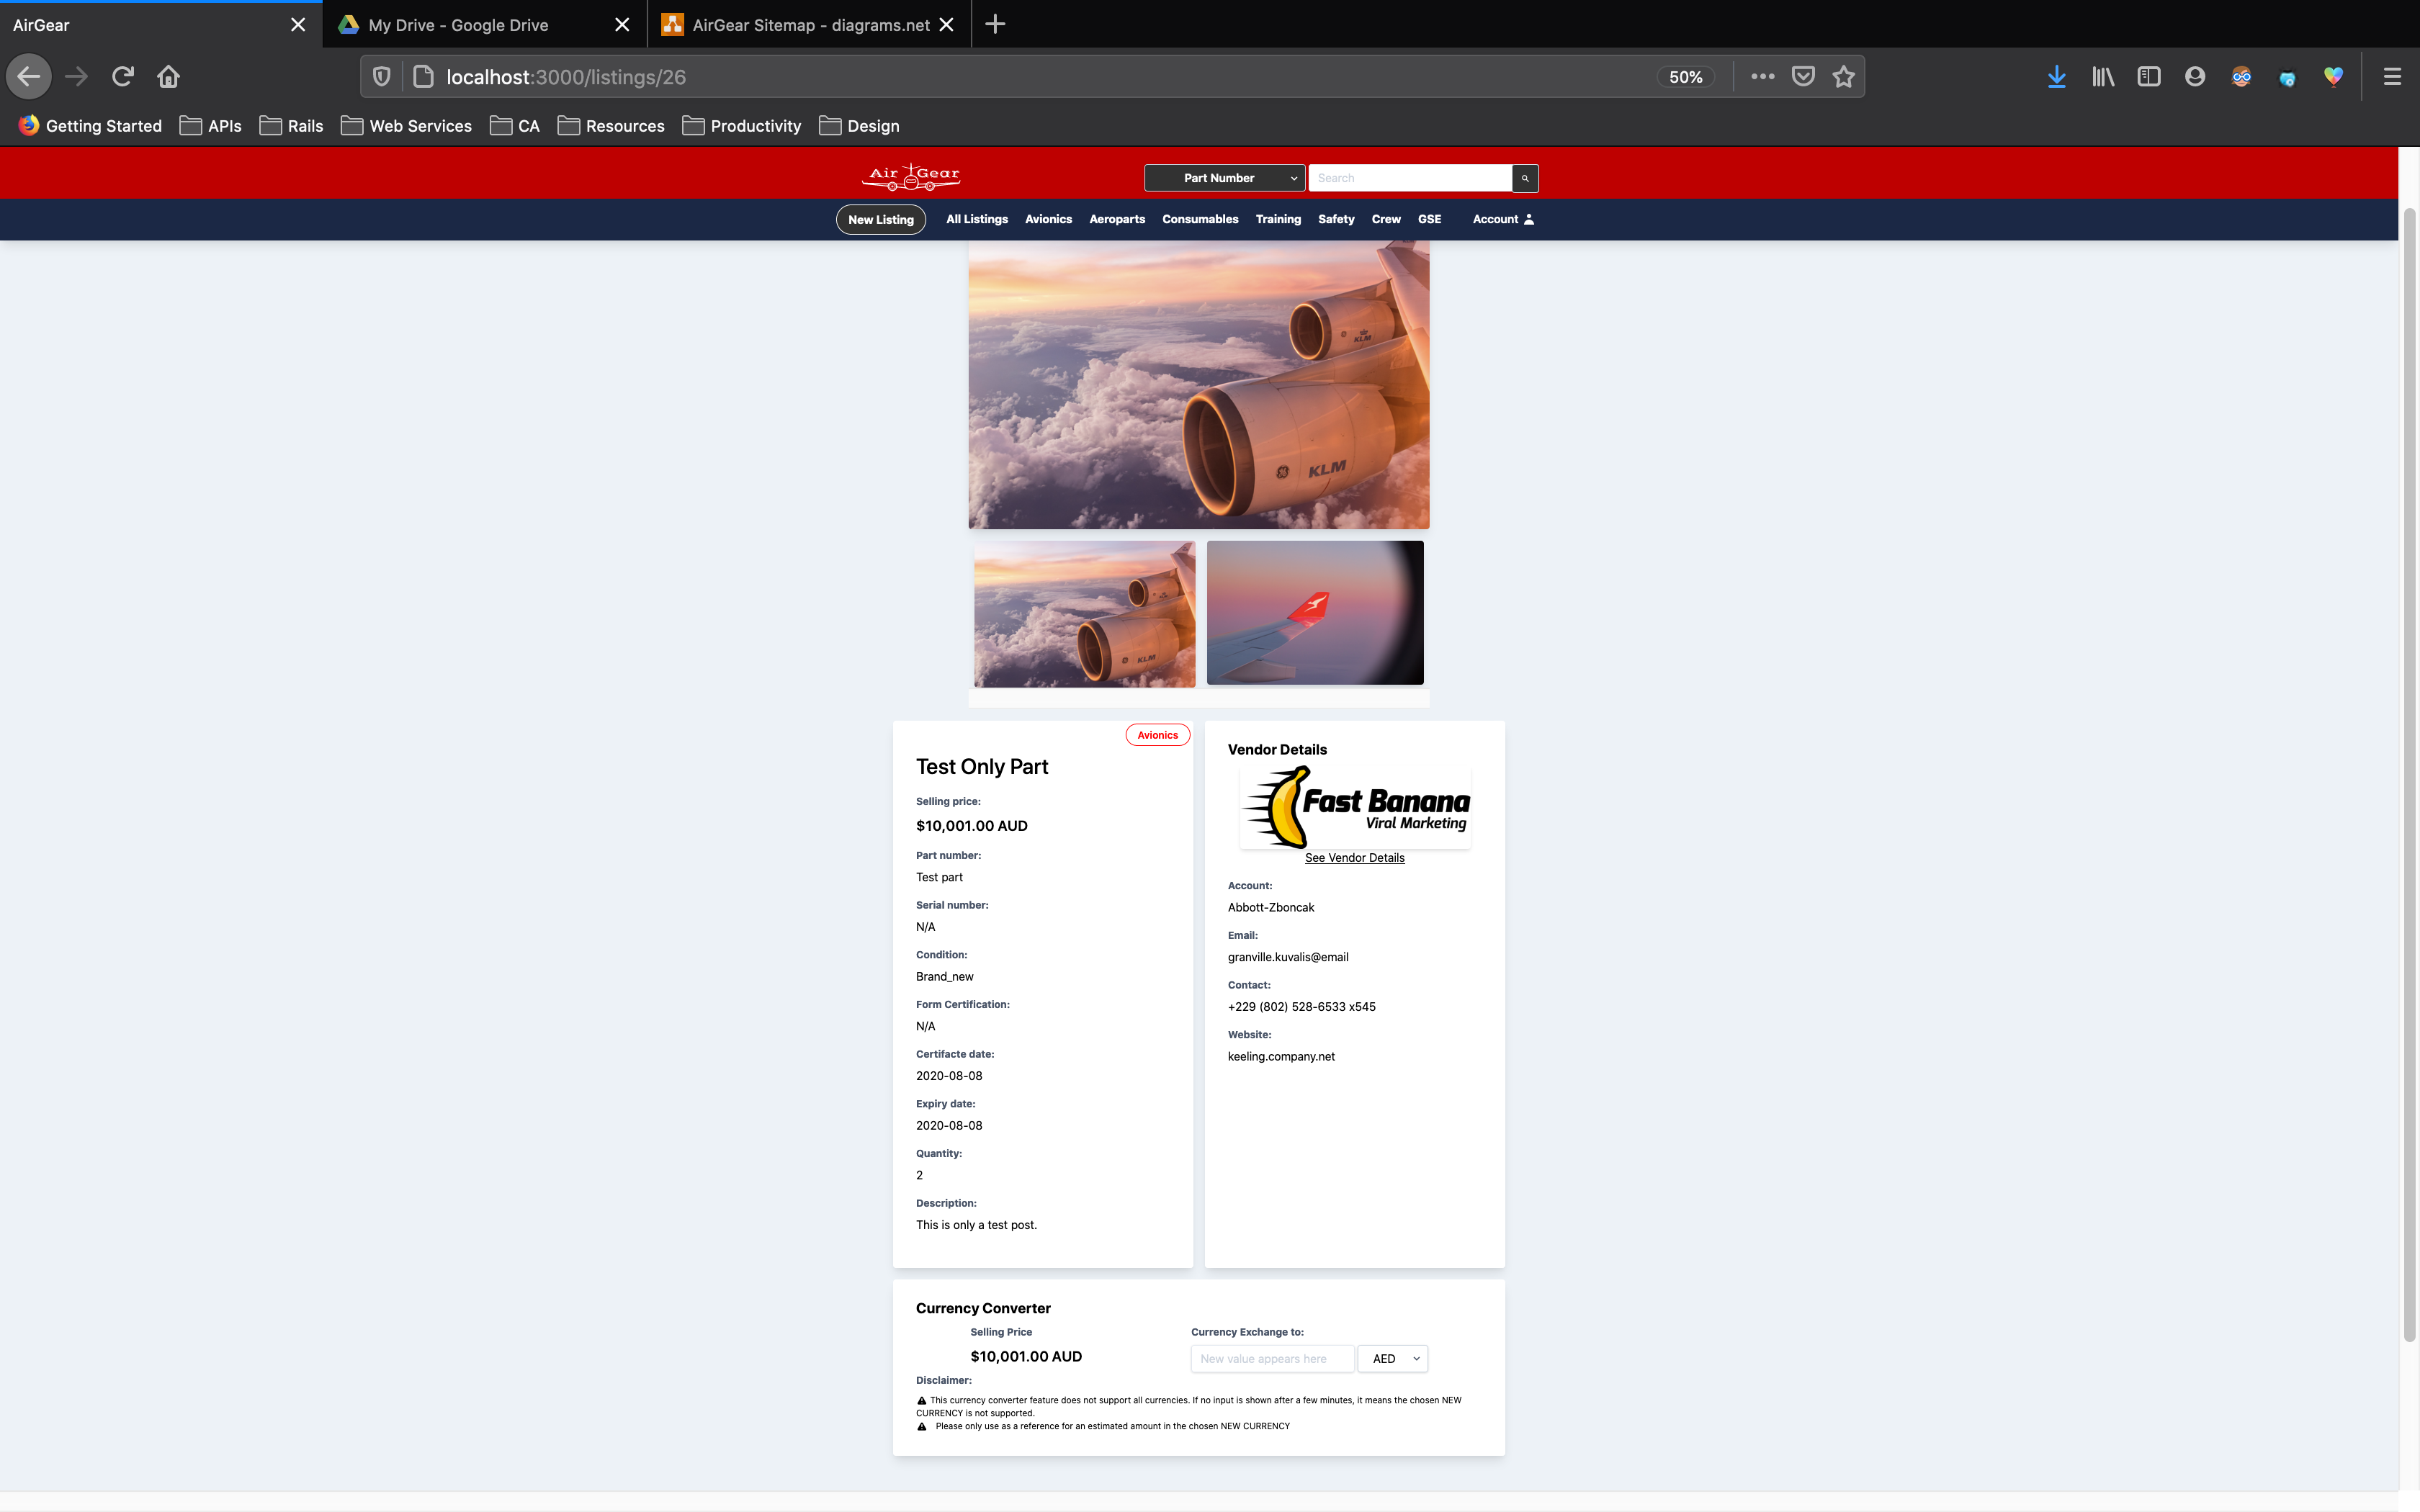 AirGear
My Drive - Google Drive
AirGear Sitemap - diagrams.net
localhost:3000/listings/26
50%
Getting Started
APIs
Rails
Web Services
CA
Resources
Productivity
Design
Air Gear
Part Number
Search
New Listing
All Listings
Avionics
Aeroparts
Consumables
Training
Safety
Crew
GSE
Account
KLM
KLM
KLM
Avionics
Test Only Part
Selling price:
$10,001.00 AUD
Part number:
Test part
Serial number:
N/A
Condition:
Brand_new
Form Certification:
N/A
Certifacte date:
2020-08-08
Expiry date:
2020-08-08
Quantity:
2
Description:
This is only a test post.
Vendor Details
Fast Banana
Viral Marketing
See Vendor Details
Account:
Abbott-Zboncak
Email:
granville.kuvalis@email
Contact:
+229 (802) 528-6533 x545
Website:
keeling.company.net
Currency Converter
Selling Price
$10,001.00 AUD
Currency Exchange to:
New value appears here
AED
Disclaimer:
This currency converter feature does not support all currencies. If no input is shown after a few minutes, it means the chosen NEW
CURRENCY is not supported.
Please only use as a reference for an estimated amount in the chosen NEW CURRENCY